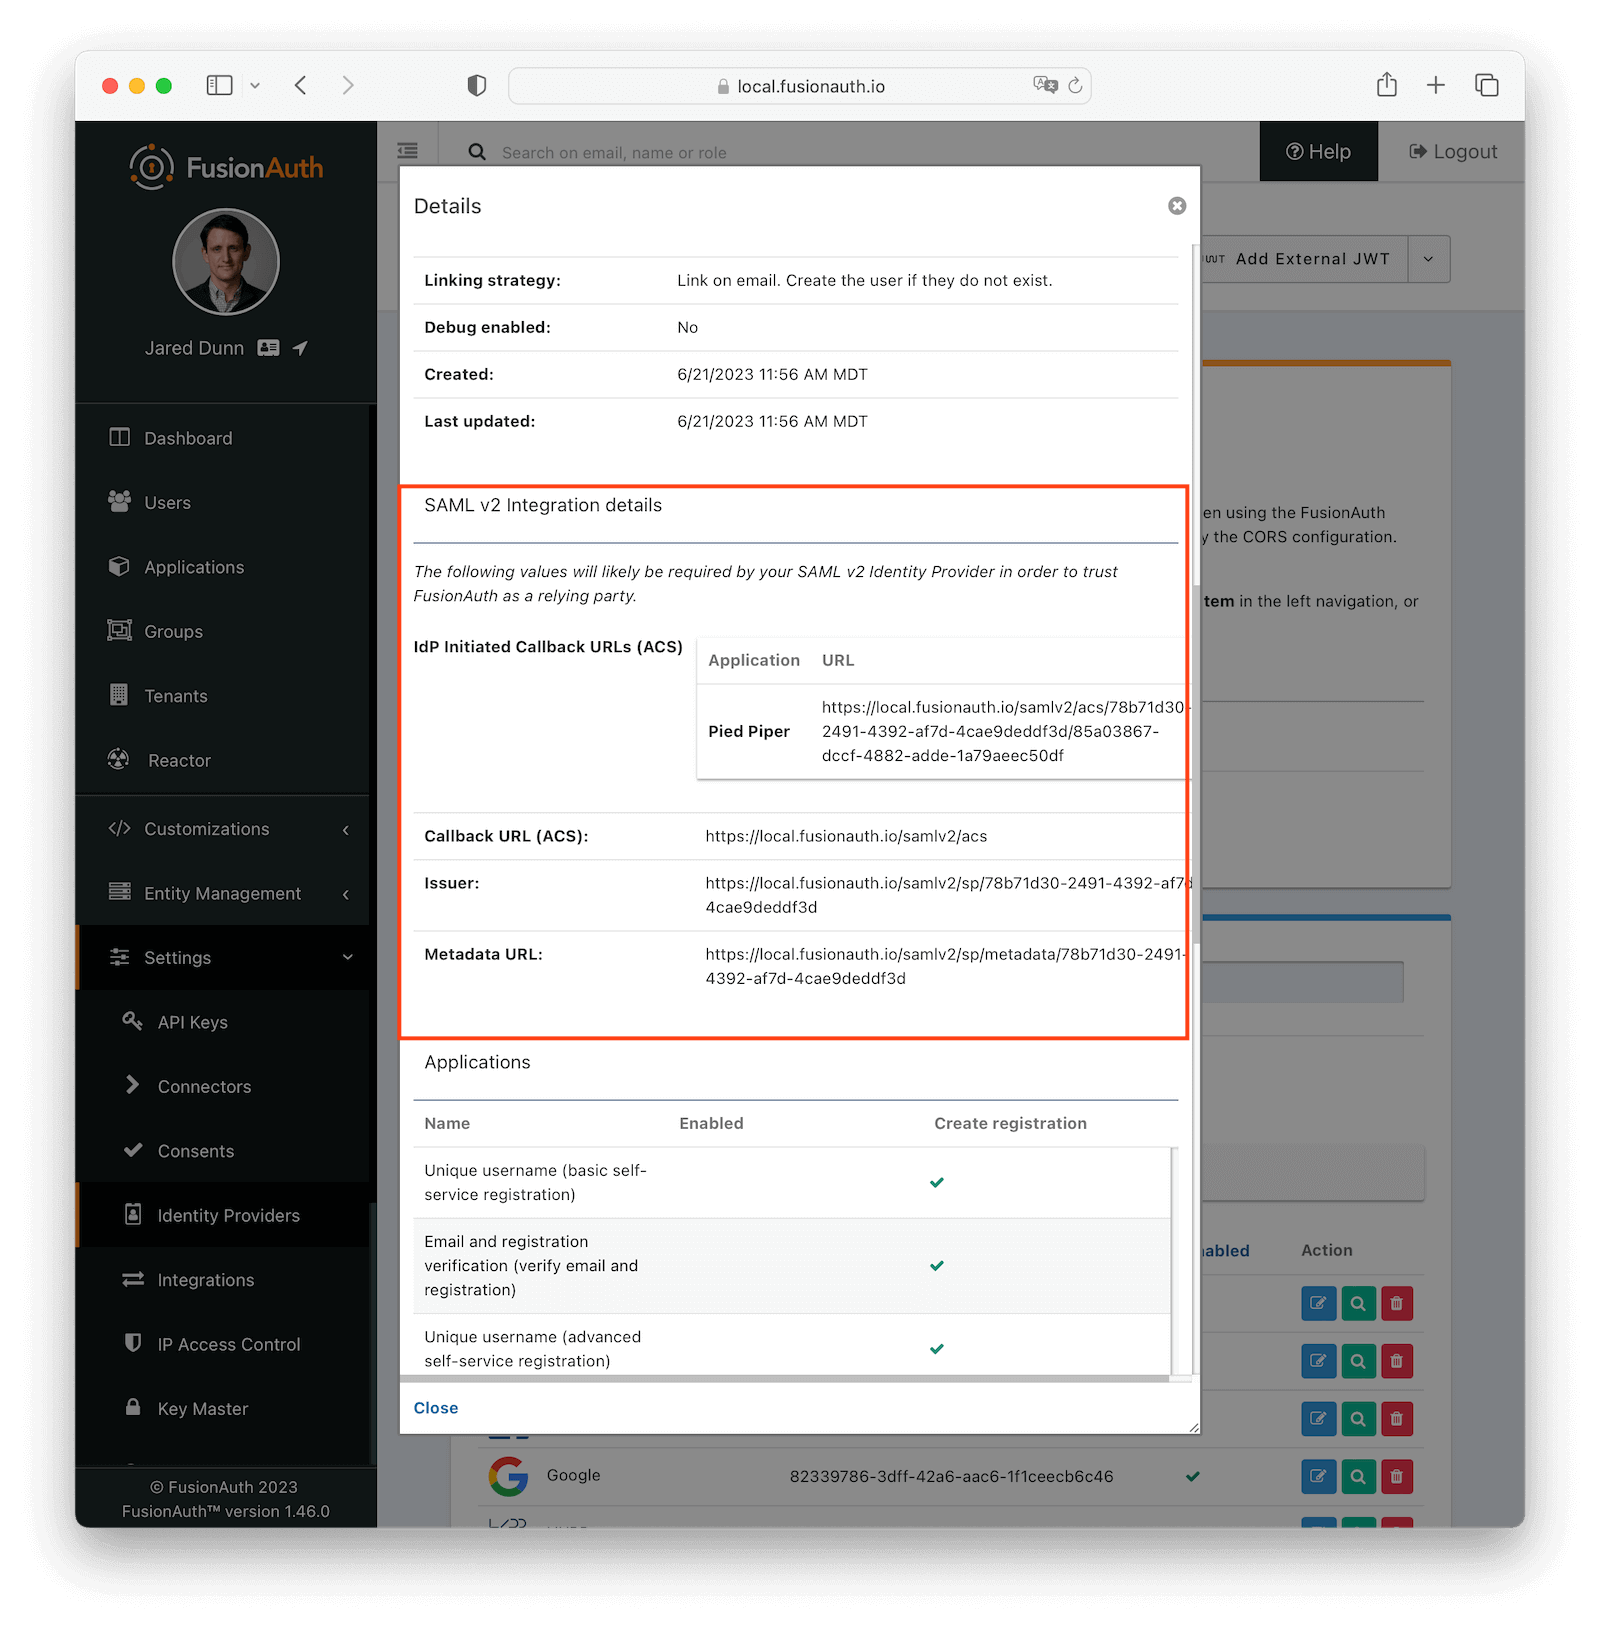 local.fusionauth.io
FusionAuth
Jared Dunn
Dashboard
Users
Applications
Groups
Tenants
Reactor
Customizations
Entity Management
Settings
API Keys
Connectors
Consents
Identity Providers
Integrations
IP Access Control
Key Master
© FusionAuth 2023
FusionAuth™ version 1.46.0
Search on email, name or role
Help
Logout
Add External JWT
en using the FusionAuth
y the CORS configuration.
tem in the left navigation, or
Details
Linking strategy: Link on email. Create the user if they do not exist.
Debug enabled: No
Created: 6/21/2023 11:56 AM MDT
Last updated: 6/21/2023 11:56 AM MDT
SAML v2 Integration details
The following values will likely be required by your SAML v2 Identity Provider in order to trust
FusionAuth as a relying party.
IdP Initiated Callback URLs (ACS)
Application URL
Pied Piper
https://local.fusionauth.io/samlv2/acs/78b71d30-
2491-4392-af7d-4cae9deddf3d/85a03867-
dccf-4882-adde-1a79aeec50df
Callback URL (ACS): https://local.fusionauth.io/samlv2/acs
Issuer: https://local.fusionauth.io/samlv2/sp/78b71d30-2491-4392-af7d
4cae9deddf3d
Metadata URL: https://local.fusionauth.io/samlv2/sp/metadata/78b71d30-2491-
4392-af7d-4cae9deddf3d
Applications
Name Enabled Create registration
Unique username (basic self-
service registration)
Email and registration
verification (verify email and
registration)
Unique username (advanced
self-service registration)
Close
abled Action
Google 82339786-3dff-42a6-aac6-1f1ceecb6c46